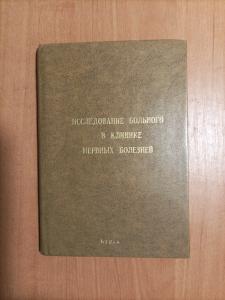 ИССЛЕДОВАНИЕ БОЛЬНОГО
В КЛИНИКЕ
НЕРВНЫХ БОЛЕЗНЕЙ